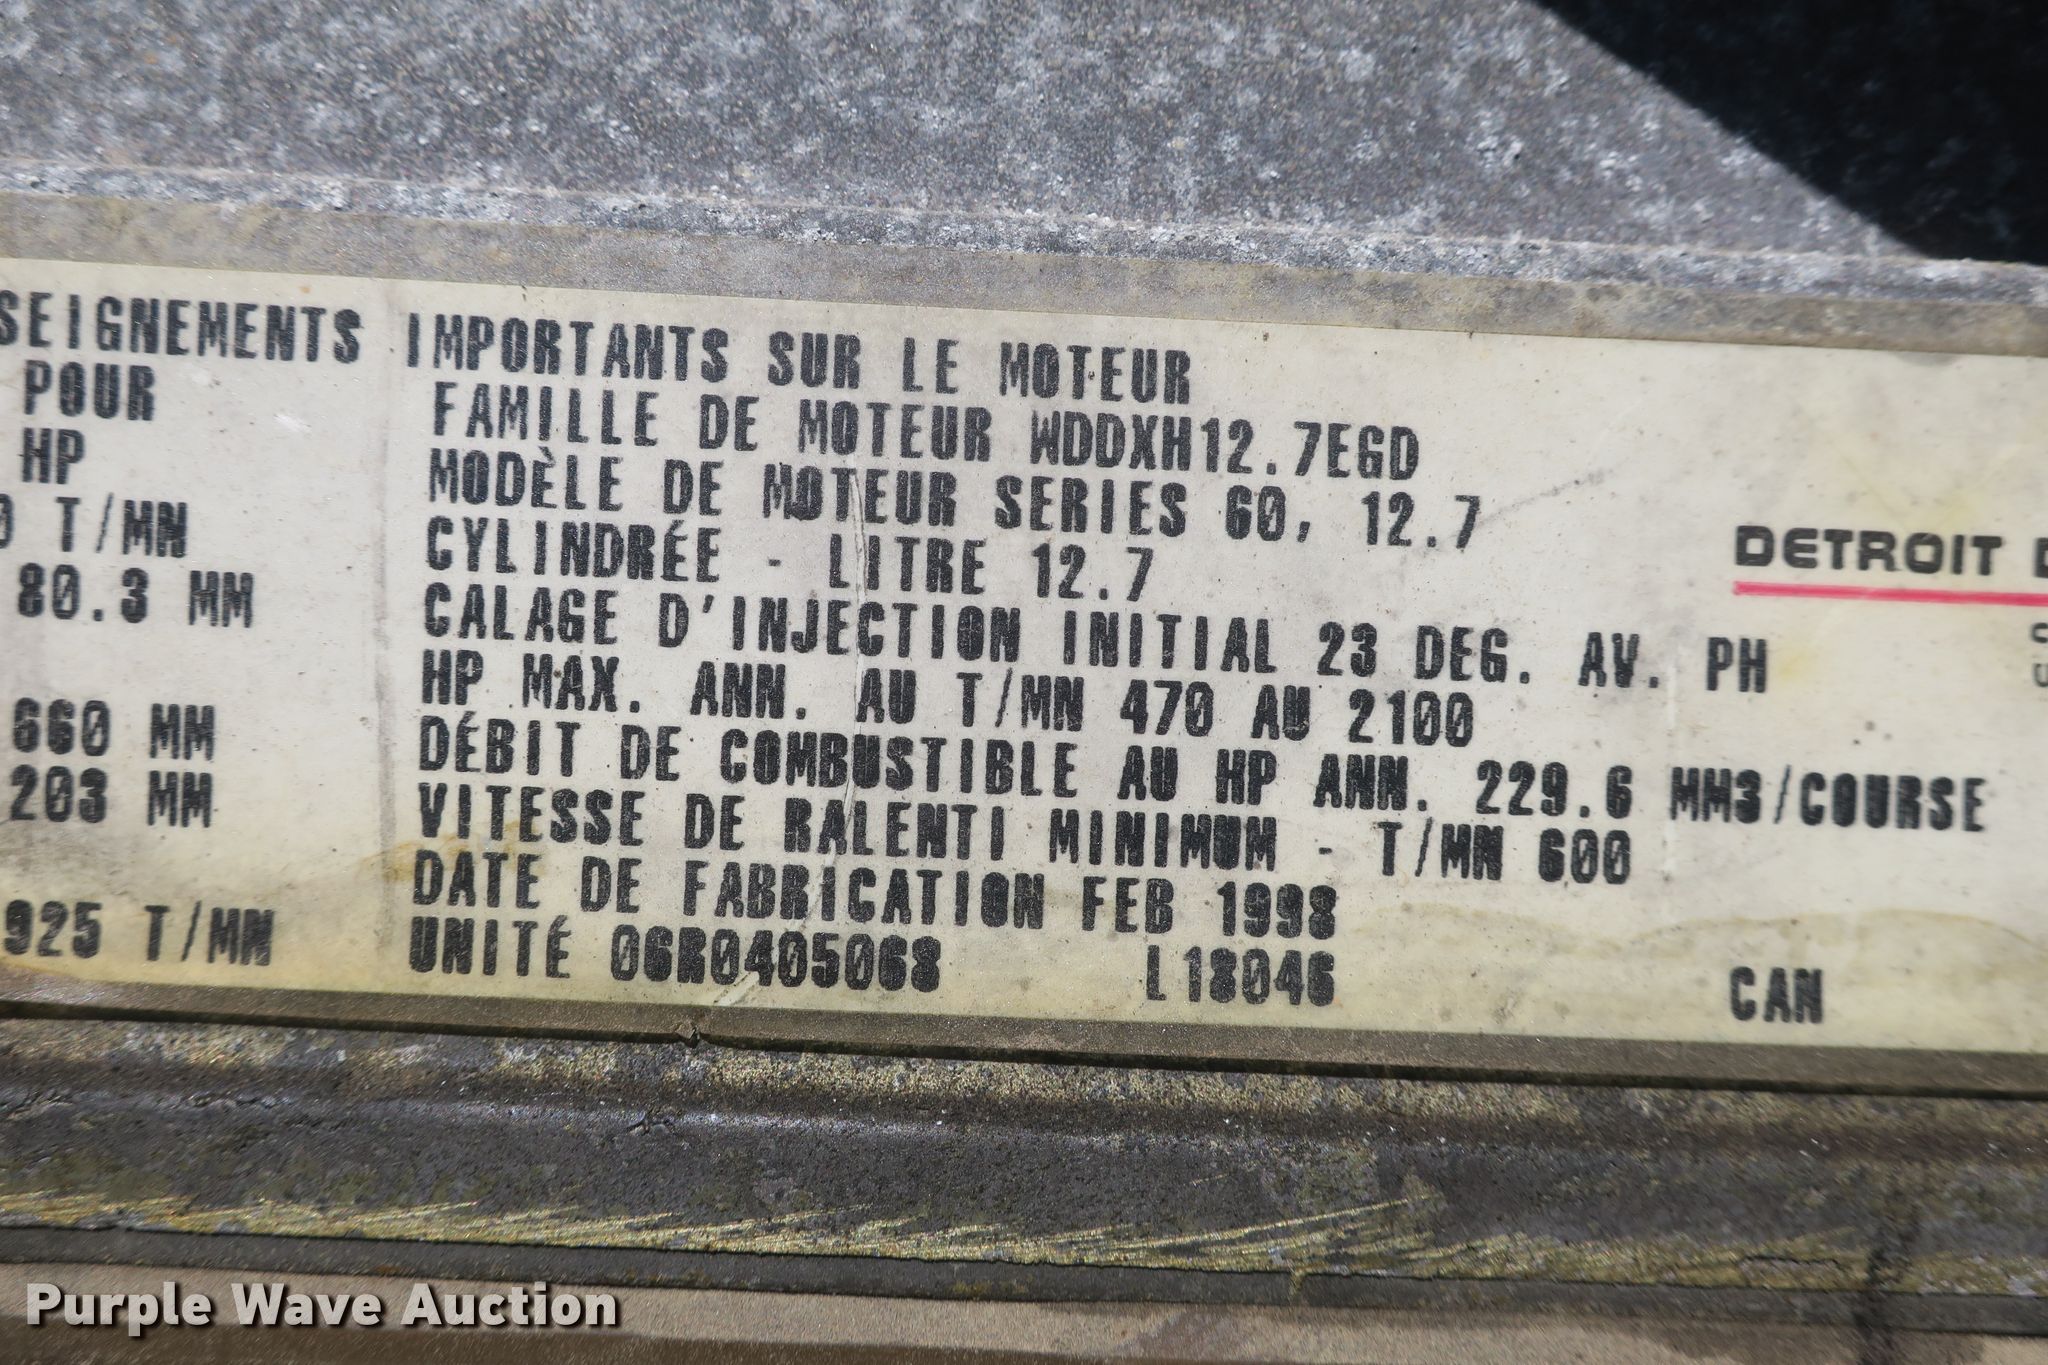 SEIGNEMENTS
POUR
HP
0 T/MN
80.3 MM
660 MM
203 MM
925 T/MN
IMPORTANTS SUR LE MOTEUR
FAMILLE DE MOTEUR WDDXH12.7EGD
MODÈLE DE MOTEUR SERIES 60, 12.7
CYLINDRÉE - LITRE 12.7
CALAGE D'INJECTION INITIAL 23 DEG. AV. PH
HP MAX. ANN. AU T/MN 470 AU 2100
DÉBIT DE COMBUSTIBLE AU HP ANN. 229.6 MM3/COURSE
VITESSE DE RALENTI MINIMUM - T/MN 600
DATE DE FABRICATION FEB 1998
UNITÉ 06R0405068 L18046 CAN
DETROIT D
Purple Wave Auction